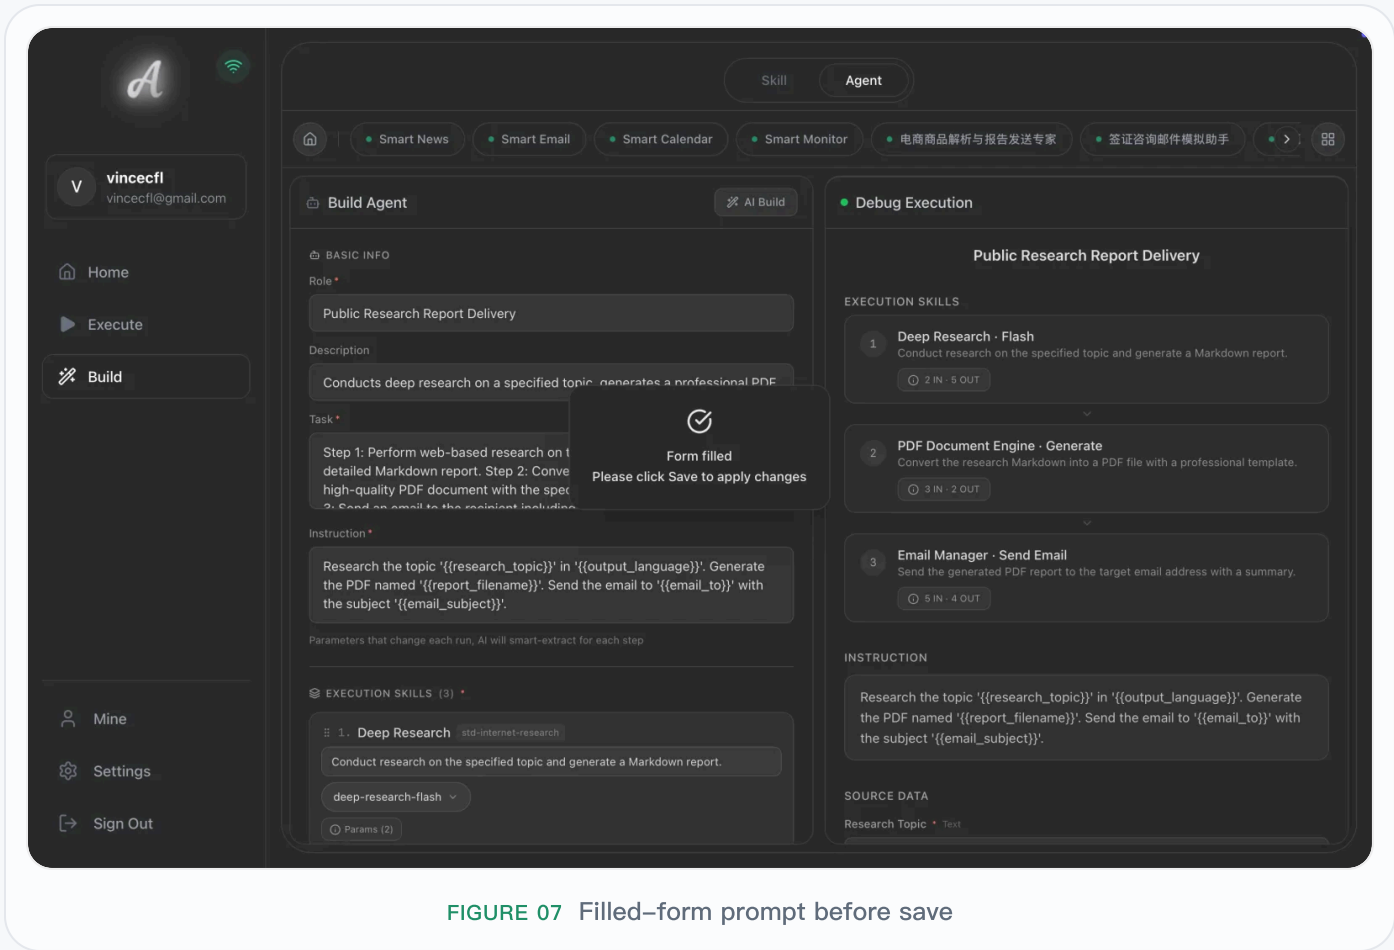 A
V
vincecfl
vincecfl@gmail.com
Home
Execute
Build
Mine
Settings
Sign Out
Skill
Agent
Smart News
Smart Email
Smart Calendar
Smart Monitor
电商商品解析与报告发送专家
签证咨询邮件模拟助手
Build Agent
AI Build
BASIC INFO
Role*
Public Research Report Delivery
Description
Conducts deep research on a specified topic, generates a professional PDF
Task*
Step 1: Perform web-based research on
detailed Markdown report. Step 2: Conve
high-quality PDF document with the spec
3: Send an email to the recipient including
Form filled
Please click Save to apply changes
Instruction*
Research the topic '{{research_topic}}' in '{{output_language}}'. Generate
the PDF named '{{report_filename}}'. Send the email to '{{email_to}}' with
the subject '{{email_subject}}'.
Parameters that change each run, AI will smart-extract for each step
EXECUTION SKILLS (3) *
1. Deep Research std-internet-research
Conduct research on the specified topic and generate a Markdown report.
deep-research-flash
Params (2)
Debug Execution
Public Research Report Delivery
EXECUTION SKILLS
1
Deep Research · Flash
Conduct research on the specified topic and generate a Markdown report.
2 IN · 5 OUT
2
PDF Document Engine · Generate
Convert the research Markdown into a PDF file with a professional template.
3 IN · 2 OUT
3
Email Manager · Send Email
Send the generated PDF report to the target email address with a summary.
5 IN · 4 OUT
INSTRUCTION
Research the topic '{{research_topic}}' in '{{output_language}}'. Generate
the PDF named '{{report_filename}}'. Send the email to '{{email_to}}' with
the subject '{{email_subject}}'.
SOURCE DATA
Research Topic * Text
FIGURE 07 Filled-form prompt before save